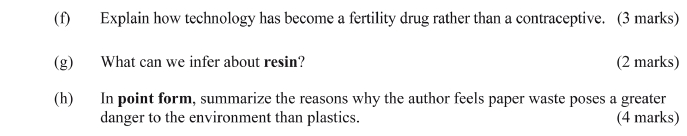 (f) Explain how technology has become a fertility drug rather than a contraceptive. (3 marks)
(g) What can we infer about resin? (2 marks)
(h) In point form, summarize the reasons why the author feels paper waste poses a greater
danger to the environment than plastics. (4 marks)